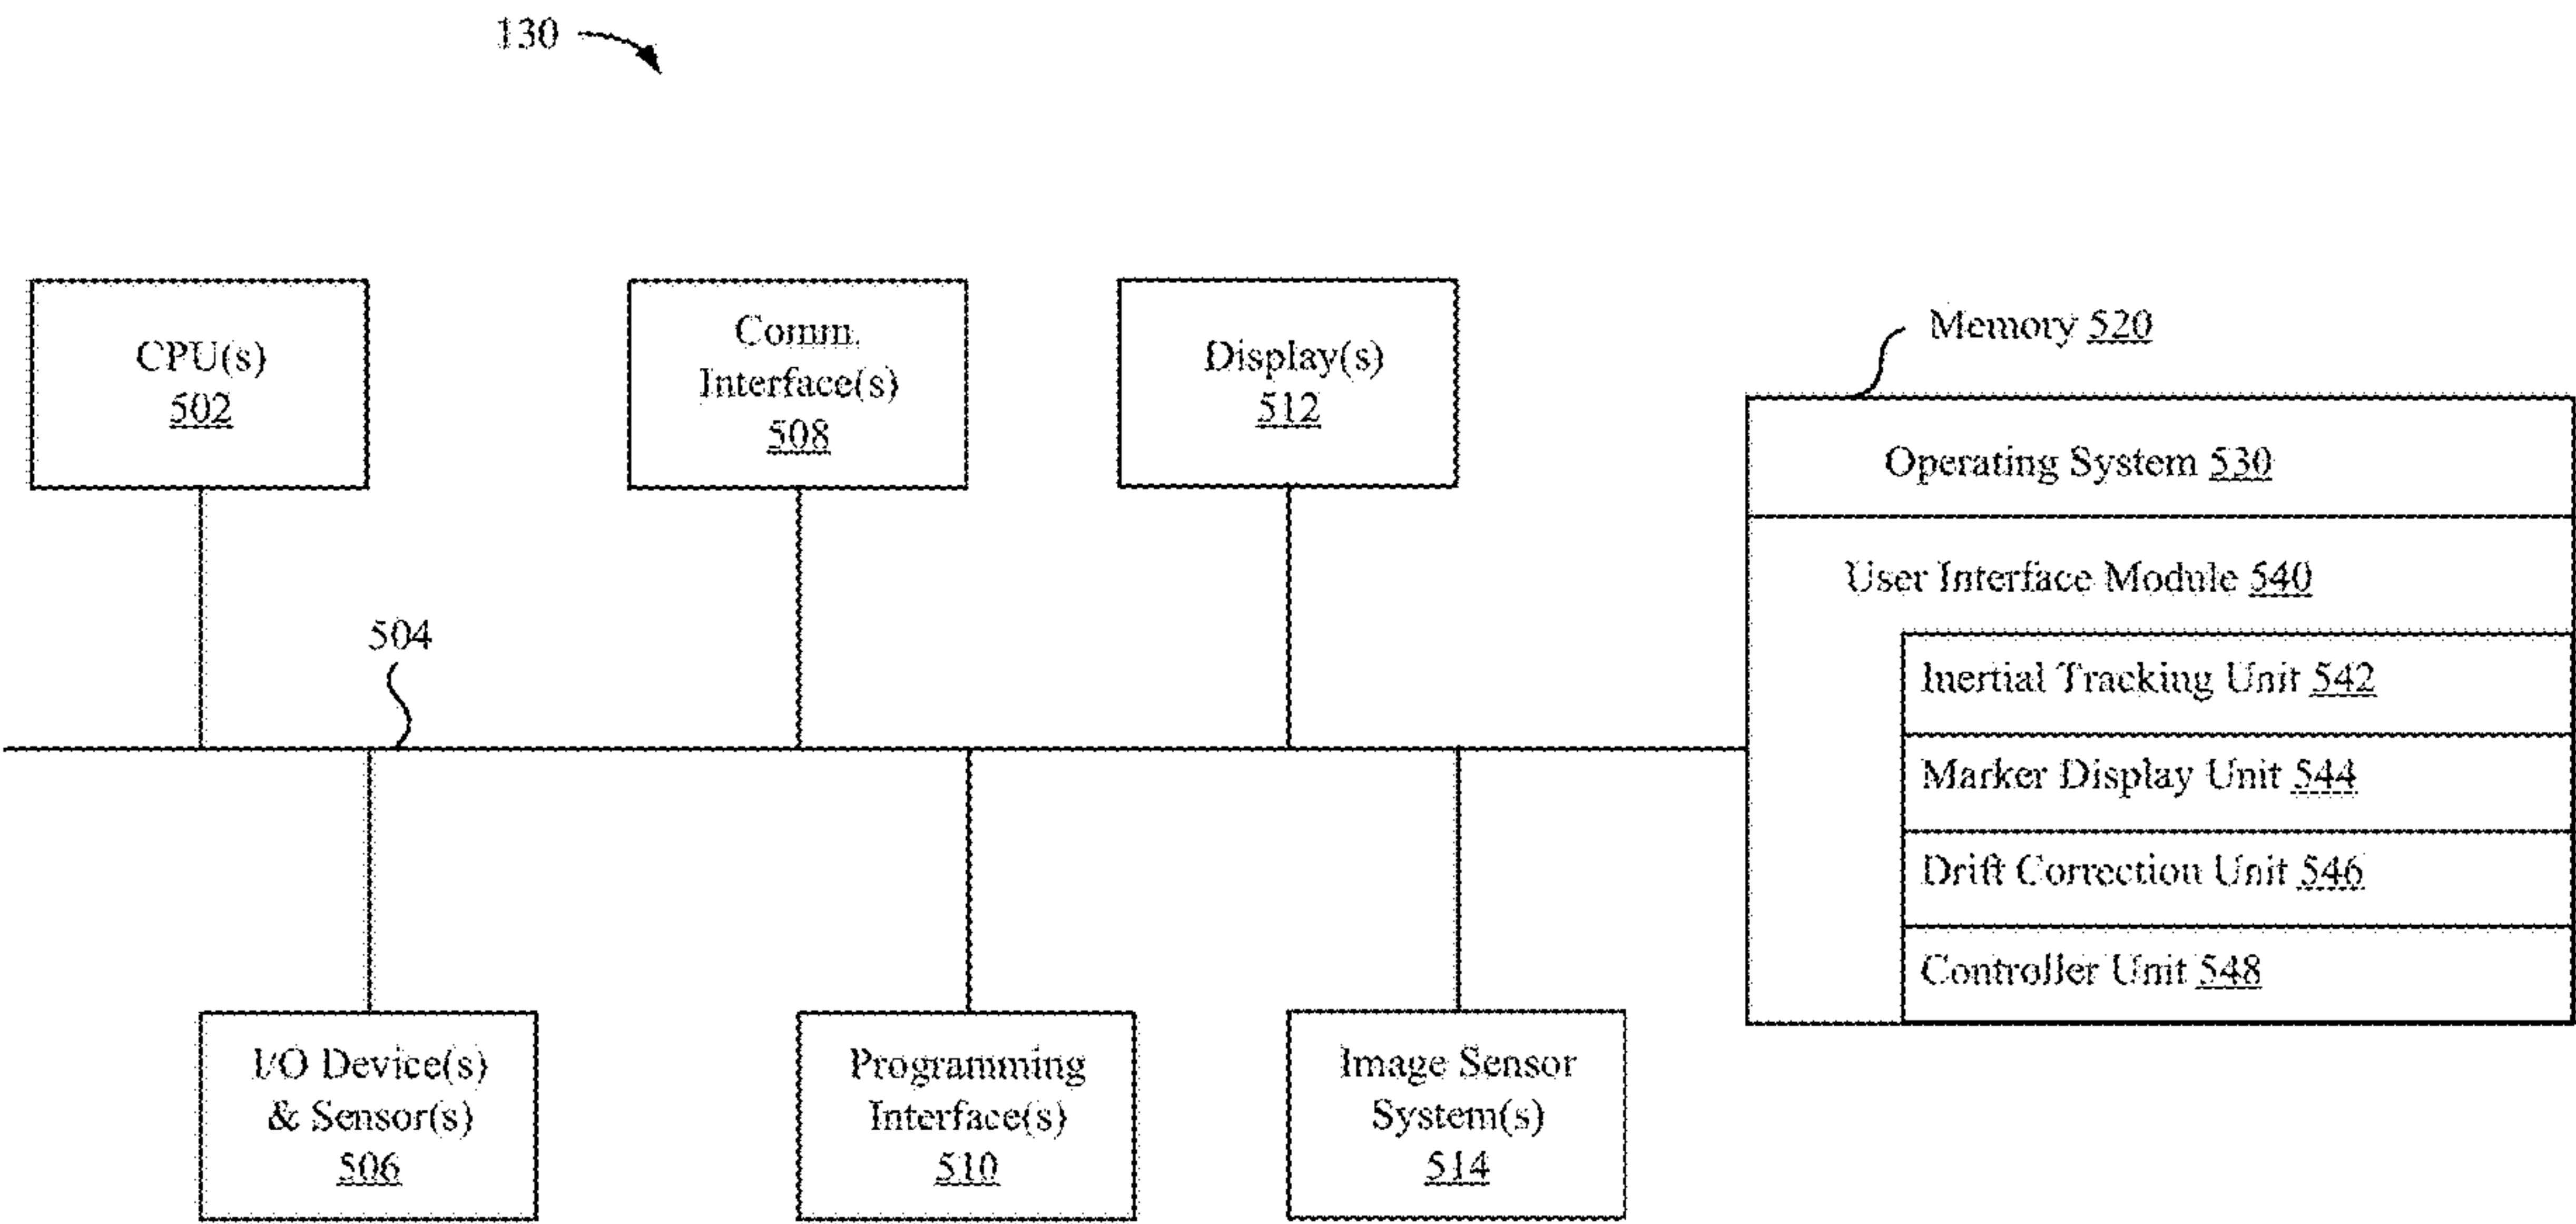 130
CPU(s)
502
Comm.
Interface(s)
508
Display(s)
512
Memory 520
Operating System 530
User Interface Module 540
Inertial Tracking Unit 542
Marker Display Unit 544
Drift Correction Unit 546
Controller Unit 548
504
I/O Device(s)
& Sensor(s)
506
Programming
Interface(s)
510
Image Sensor
System(s)
514